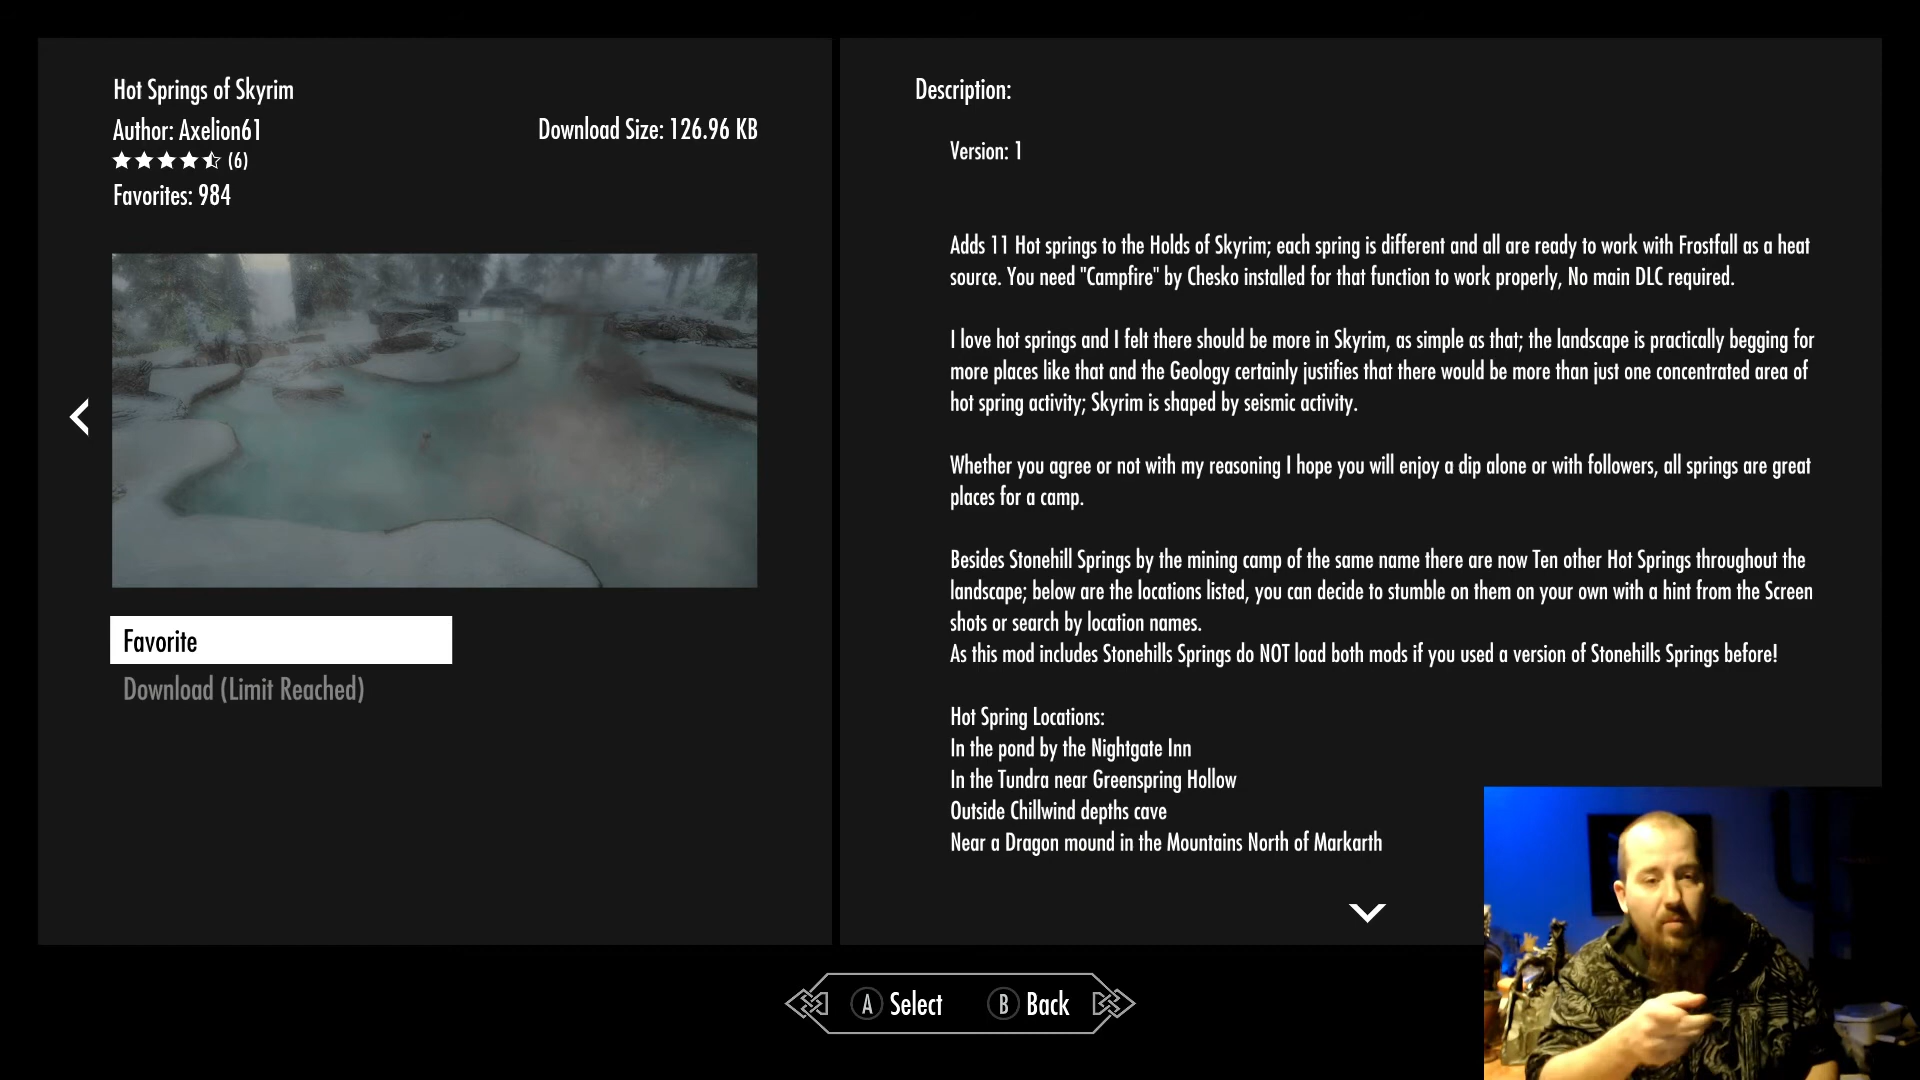 Hot Springs of Skyrim
Author: Axelion61
Download Size: 126.96 KB
(6)
Favorites: 984
Favorite
Download (Limit Reached)
Description:
Version: 1
Adds 11 Hot springs to the Holds of Skyrim; each spring is different and all are ready to work with Frostfall as a heat
source. You need "Campfire" by Chesko installed for that function to work properly, No main DLC required.
I love hot springs and I felt there should be more in Skyrim, as simple as that; the landscape is practically begging for
more places like that and the Geology certainly justifies that there would be more than just one concentrated area of
hot spring activity; Skyrim is shaped by seismic activity.
Whether you agree or not with my reasoning I hope you will enjoy a dip alone or with followers, all springs are great
places for a camp.
Besides Stonehill Springs by the mining camp of the same name there are now Ten other Hot Springs throughout the
landscape; below are the locations listed, you can decide to stumble on them on your own with a hint from the Screen
shots or search by location names.
As this mod includes Stonehills Springs do NOT load both mods if you used a version of Stonehills Springs before!
Hot Spring Locations:
In the pond by the Nightgate Inn
In the Tundra near Greenspring Hollow
Outside Chillwind depths cave
Near a Dragon mound in the Mountains North of Markarth
A Select B Back